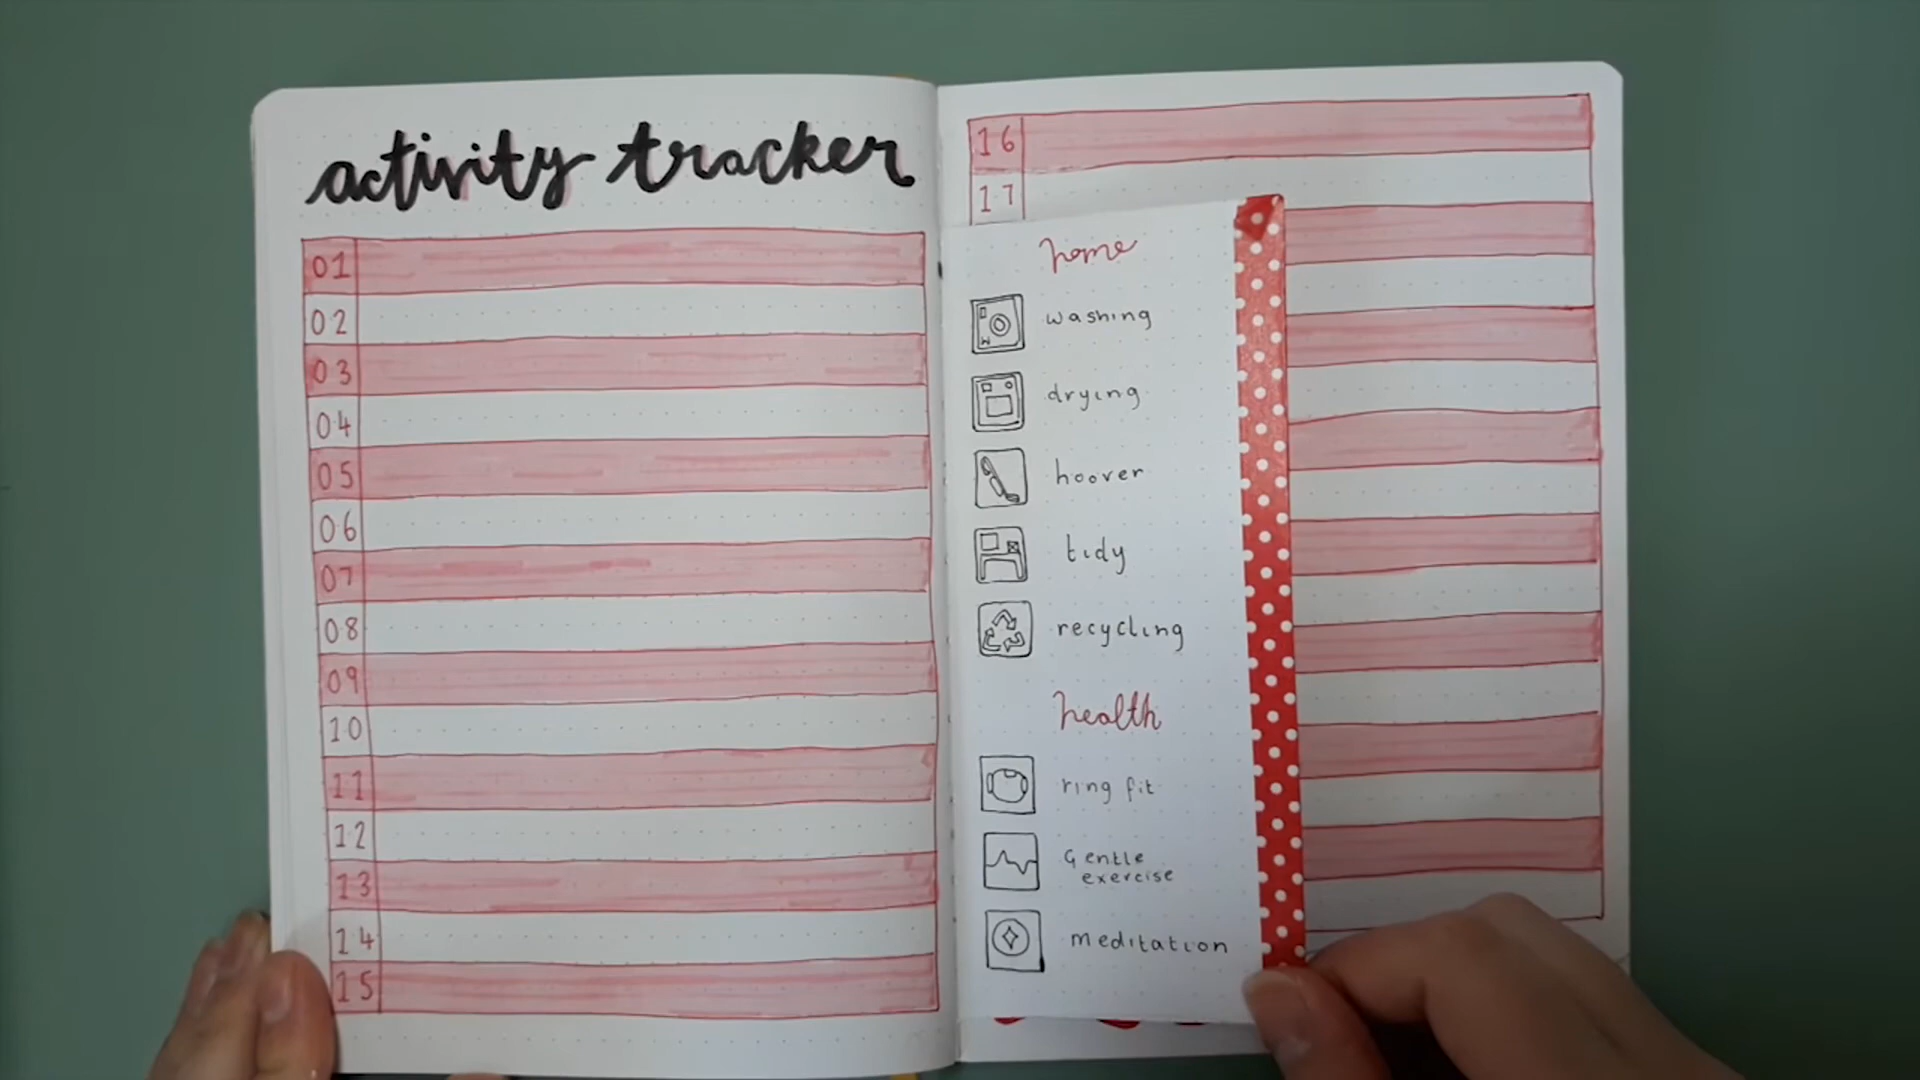 activity tracker
01
02
03
04
05
06
07
08
09
10
11
12
13
14
15
16
17
home
washing
drying
hoover
tidy
recycling
health
ring fit
Gentle
exercise
meditation